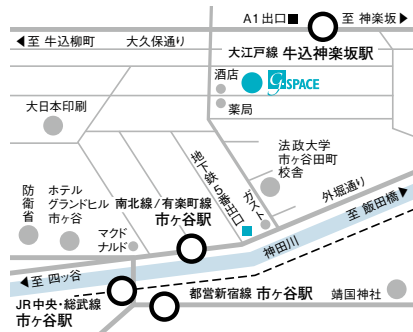 A1出口■
至 神楽坂▶
◀至 牛込柳町
大久保通り
大江戸線 牛込神楽坂駅
酒店
G-SPACE
薬局
大日本印刷
地下鉄5番出口
ガスト
法政大学
市ヶ谷田町
校舎
外堀通り
至 飯田橋▶
防衛省
ホテル
グランドヒル
市ヶ谷
南北線/有楽町線
市ヶ谷駅
マクド
ナルド
神田川
◀至 四ッ谷
JR中央・総武線
市ヶ谷駅
都営新宿線 市ヶ谷駅
靖国神社